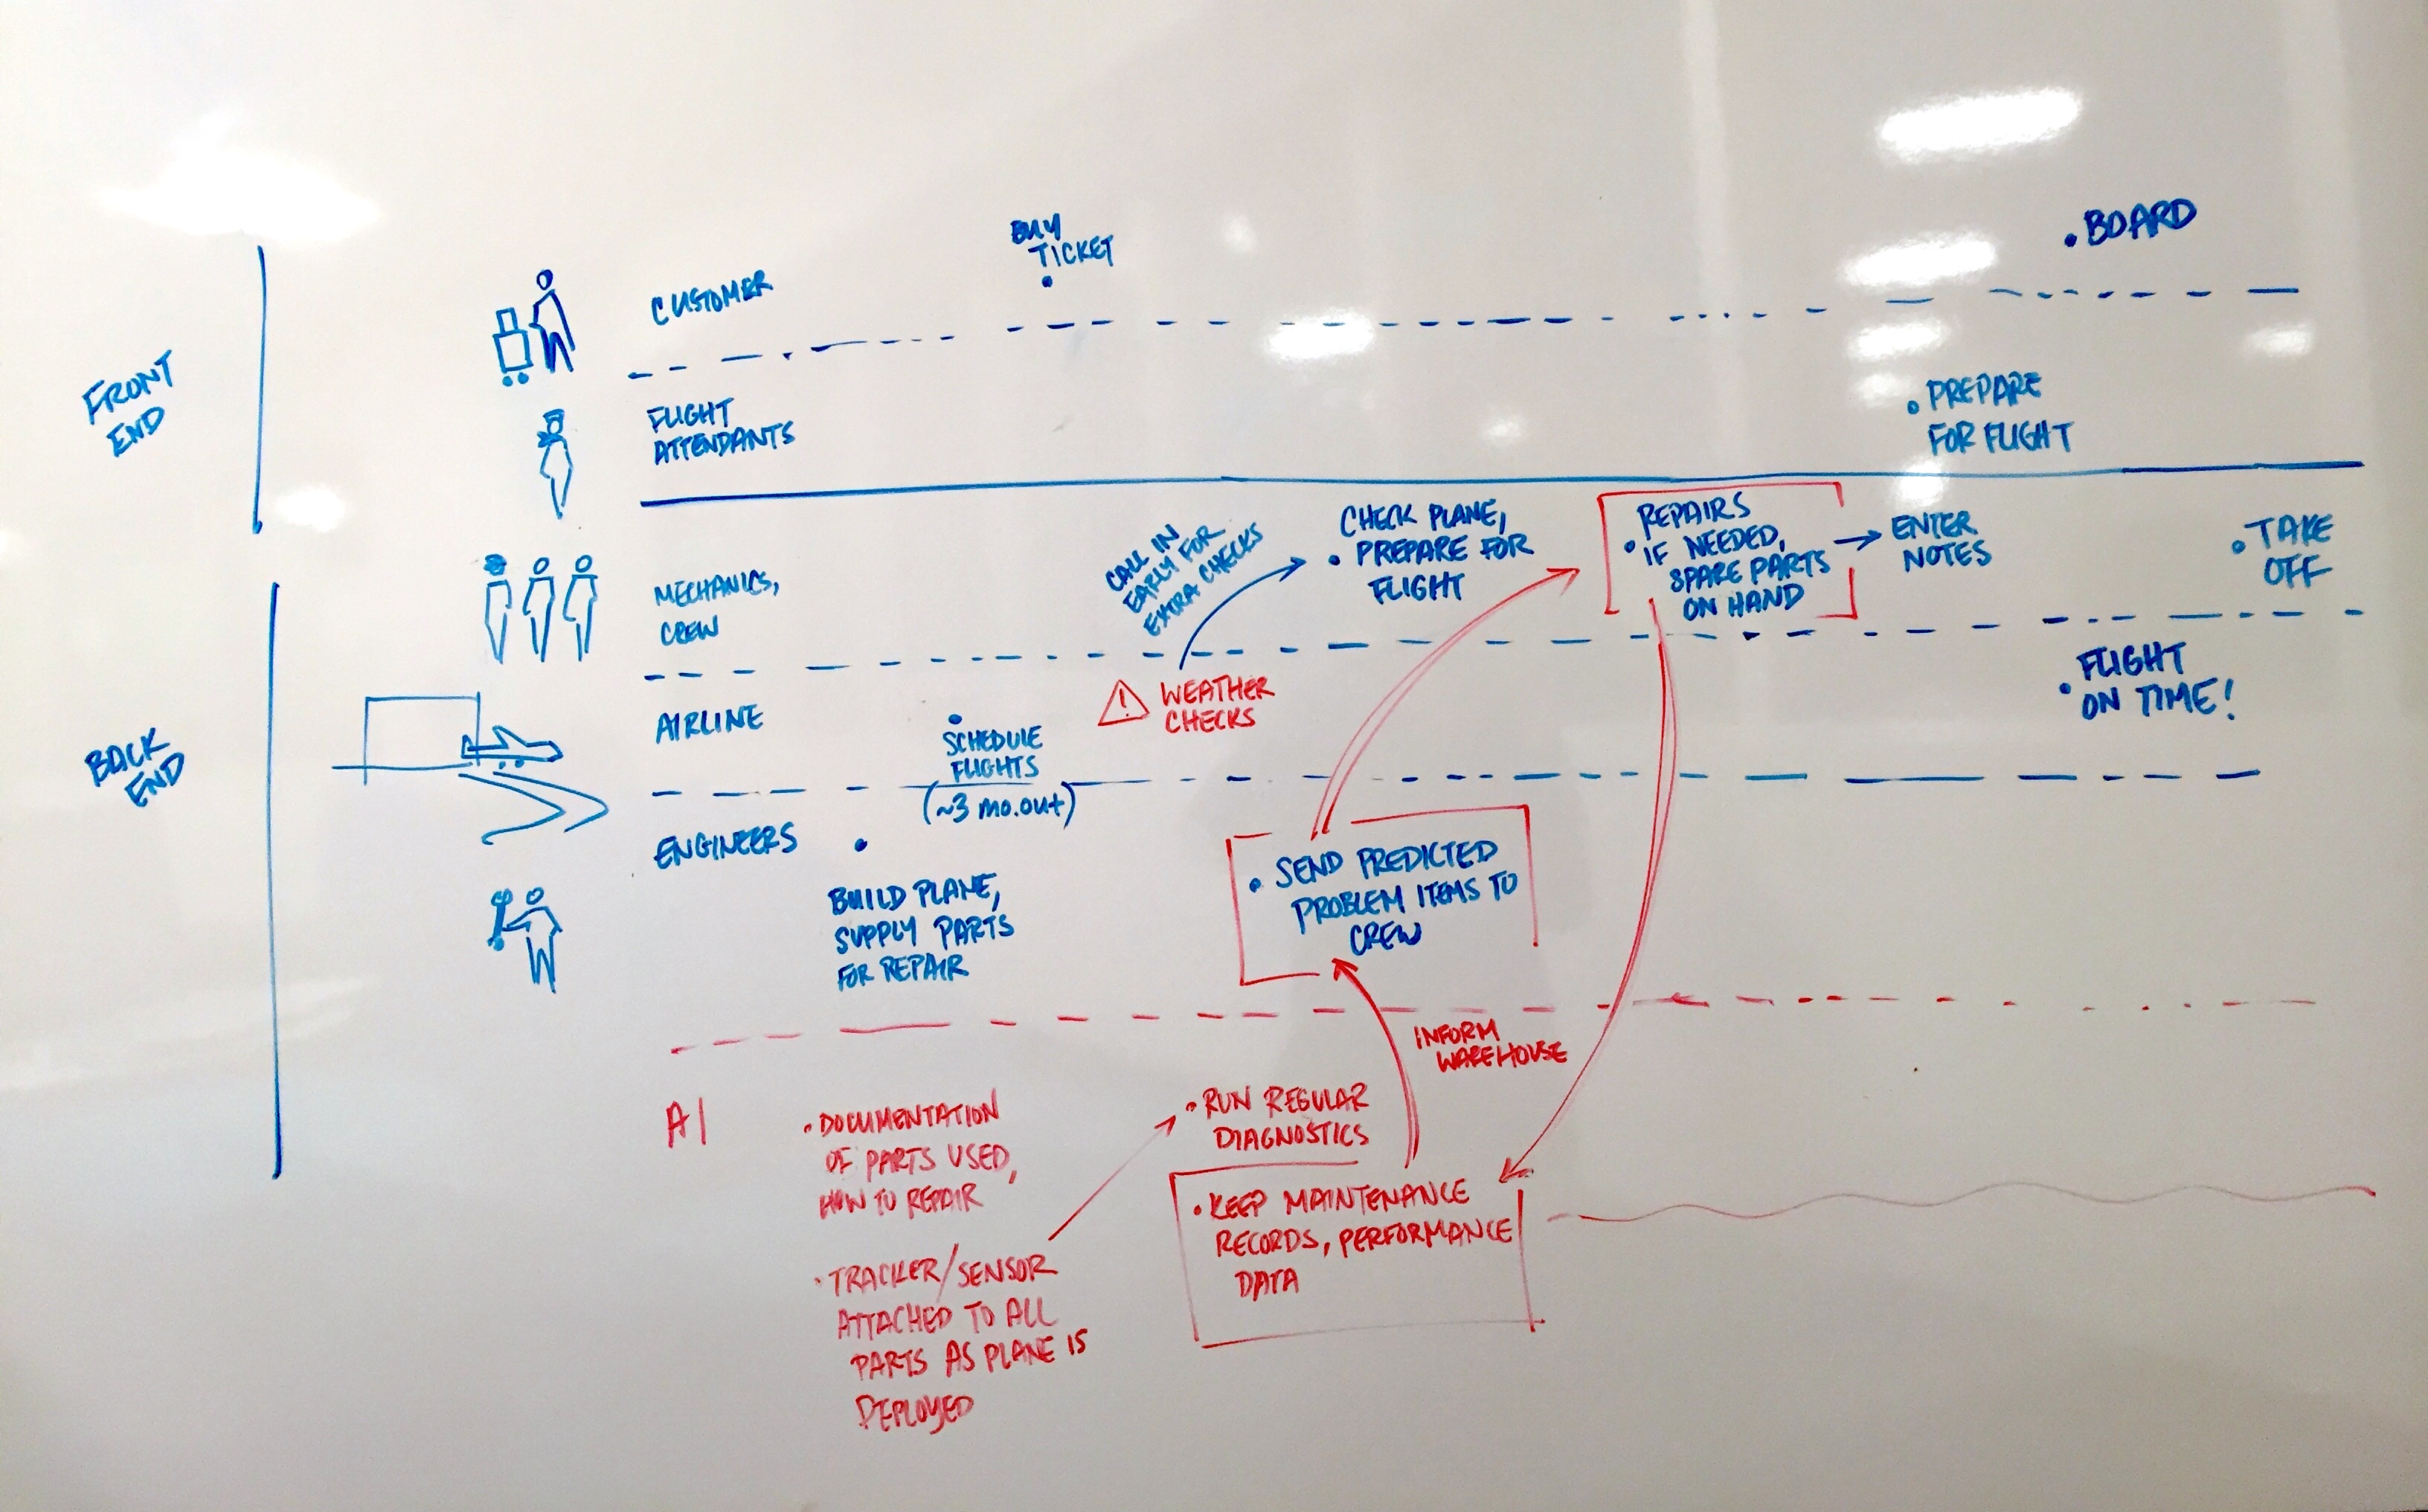 FRONT
END
CUSTOMER
BUY
TICKET
BOARD
FLIGHT
ATTENDANTS
PREPARE
FOR FLIGHT
BACK
END
MECHANICS,
CREW
CALL IN
EARLY FOR
EXTRA CHECKS
CHECK PLANE,
PREPARE FOR
FLIGHT
REPAIRS
IF NEEDED,
SPARE PARTS
ON HAND
ENTER
NOTES
TAKE
OFF
AIRLINE
SCHEDULE
FLIGHTS
(~3 mo.out)
WEATHER
CHECKS
FLIGHT
ON TIME!
ENGINEERS
BUILD PLANE,
SUPPLY PARTS
FOR REPAIR
SEND PREDICTED
PROBLEM ITEMS TO
CREW
INFORM
WAREHOUSE
AI
DOCUMENTATION
OF PARTS USED,
HOW TO REPAIR
TRACKER/SENSOR
ATTACHED TO ALL
PARTS AS PLANE IS
DEPLOYED
RUN REGULAR
DIAGNOSTICS
KEEP MAINTENANCE
RECORDS, PERFORMANCE
DATA